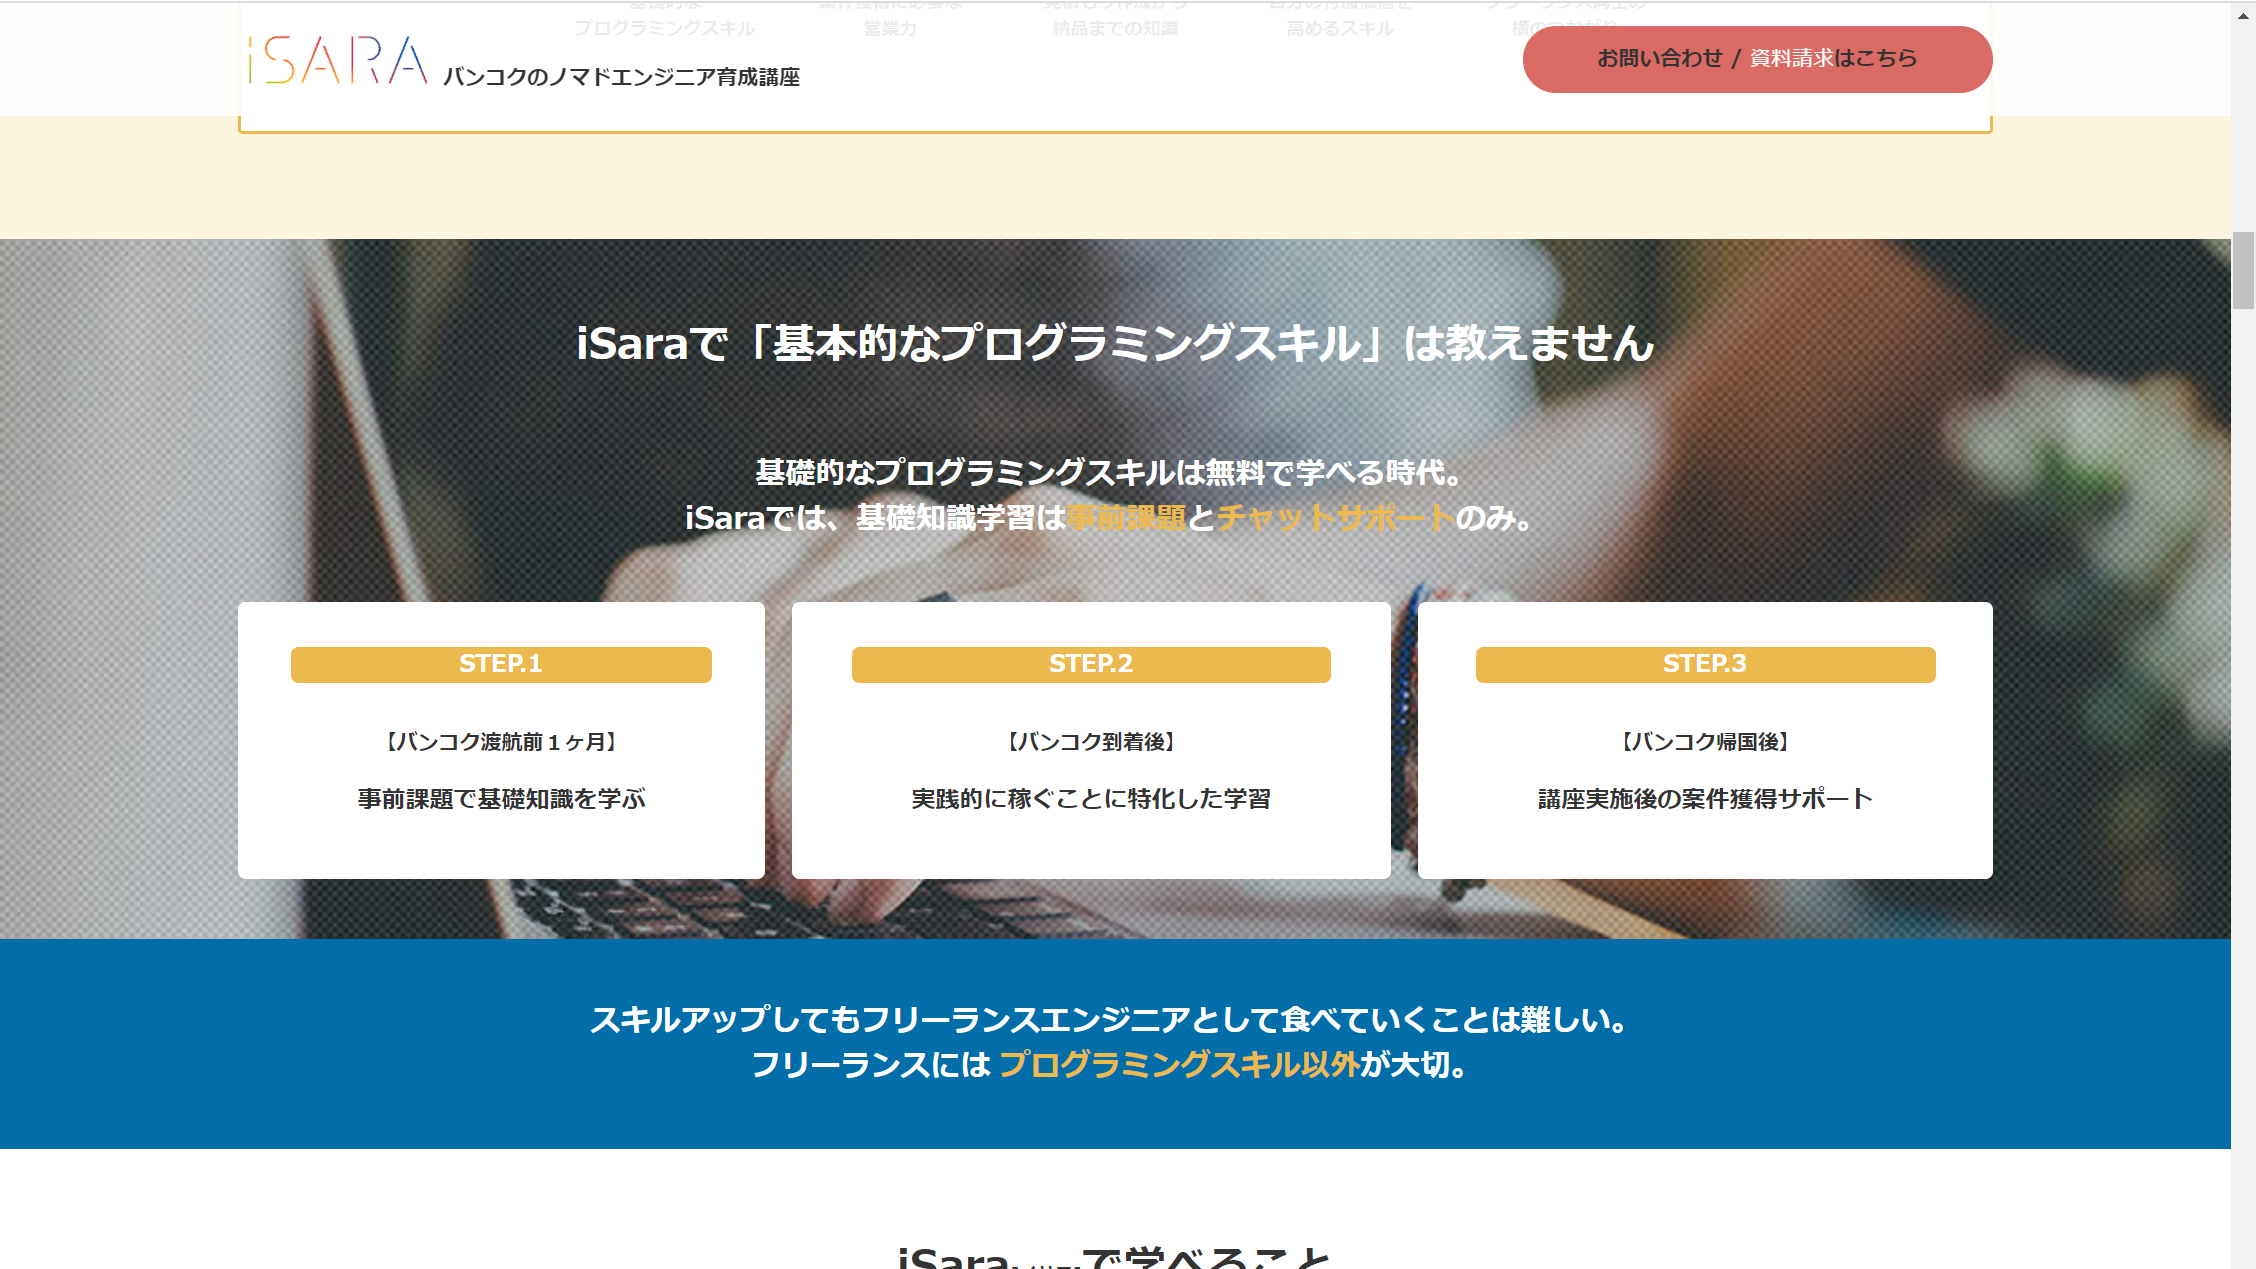 プログラミングスキル
営業力
納品までの知識
高めるスキル
iSARA バンコクのノマドエンジニア育成講座
お問い合わせ / 資料請求はこちら
iSaraで「基本的なプログラミングスキル」は教えません
基礎的なプログラミングスキルは無料で学べる時代。
iSaraでは、基礎知識学習は事前課題とチャットサポートのみ。
STEP.1
【バンコク渡航前１ヶ月】
事前課題で基礎知識を学ぶ
STEP.2
【バンコク到着後】
実践的に稼ぐことに特化した学習
STEP.3
【バンコク帰国後】
講座実施後の案件獲得サポート
スキルアップしてもフリーランスエンジニアとして食べていくことは難しい。
フリーランスには プログラミングスキル以外が大切。
iSara で学べること